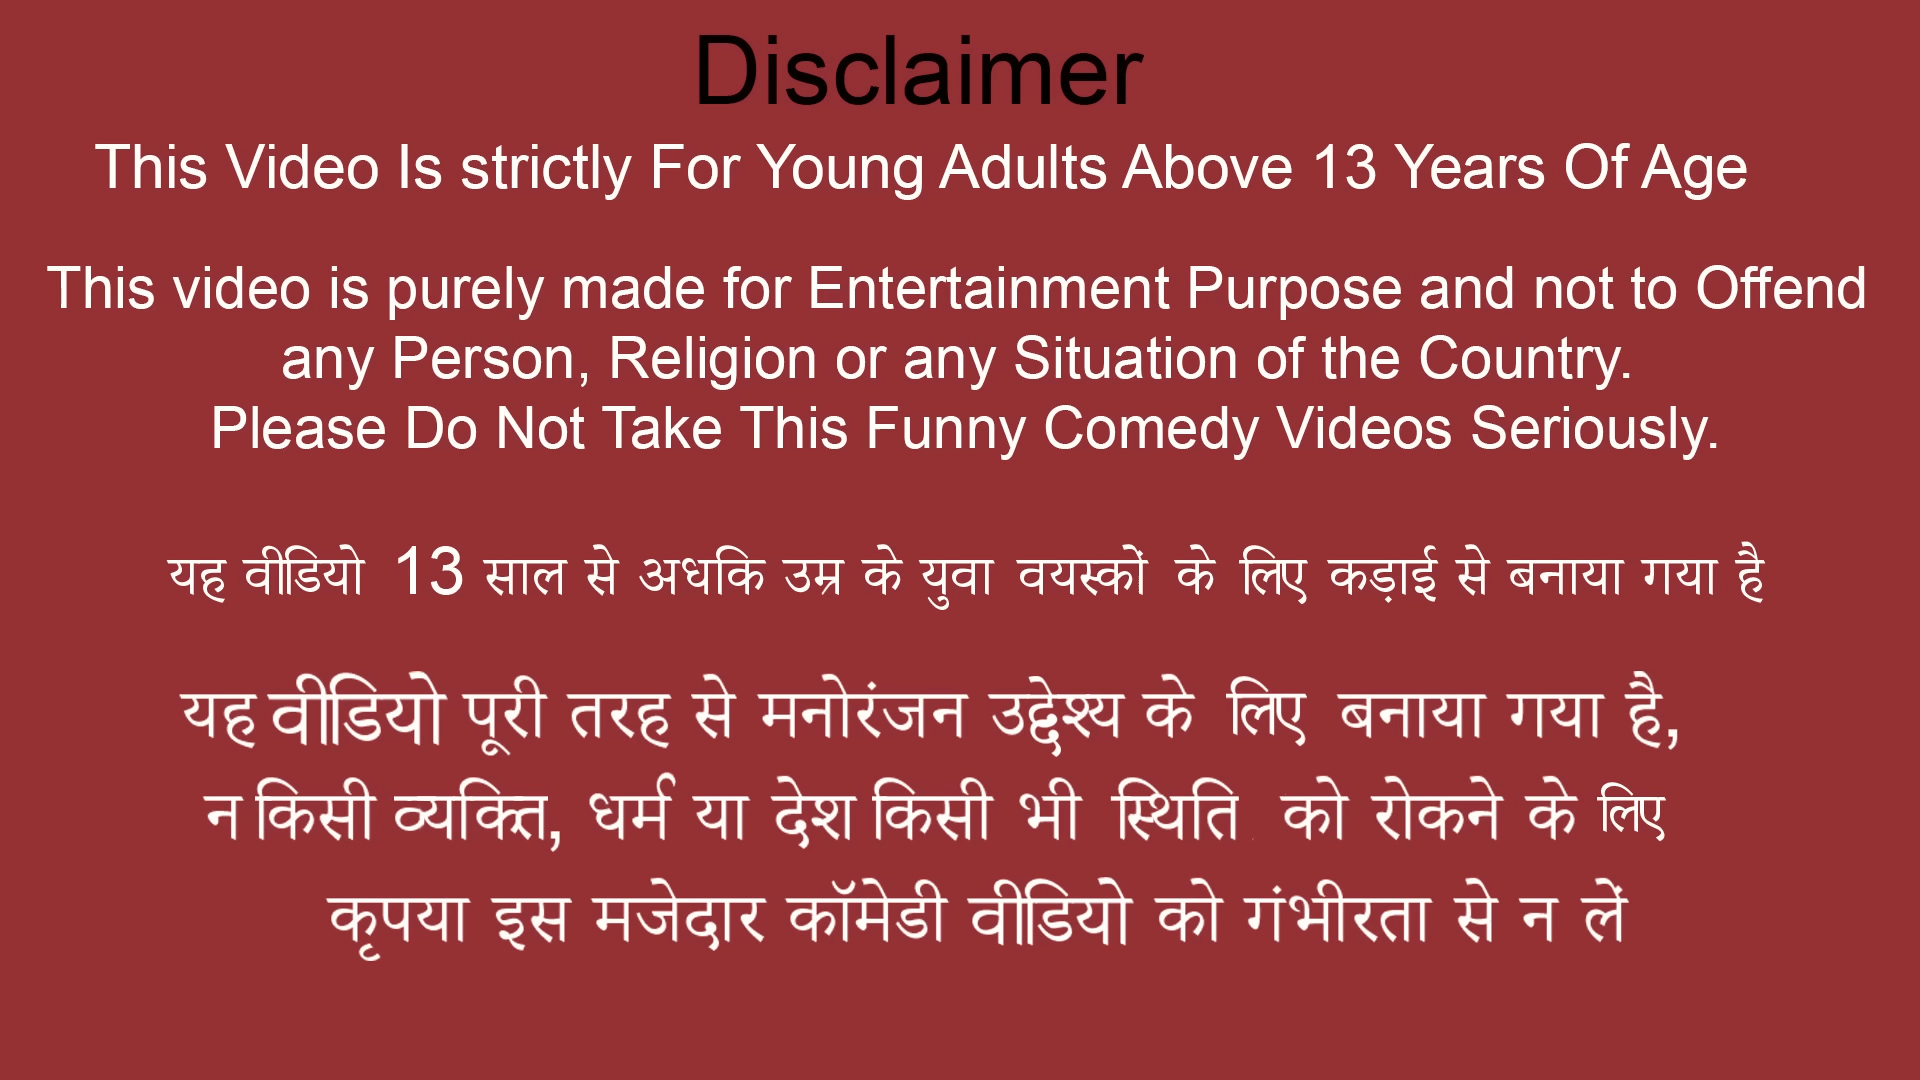 Disclaimer
This Video Is strictly For Young Adults Above 13 Years Of Age
This video is purely made for Entertainment Purpose and not to Offend
any Person, Religion or any Situation of the Country.
Please Do Not Take This Funny Comedy Videos Seriously.
यह वीडियो 13 साल से अधकि उम्र के युवा वयस्कों के लिए कड़ाई से बनाया गया है
यह वीडियो पूरी तरह से मनोरंजन उद्देश्य के लिए बनाया गया है,
न किसी व्यक्ति, धर्म या देश किसी भी स्थिति को रोकने के लिए
कृपया इस मजेदार कॉमेडी वीडियो को गंभीरता से न लें